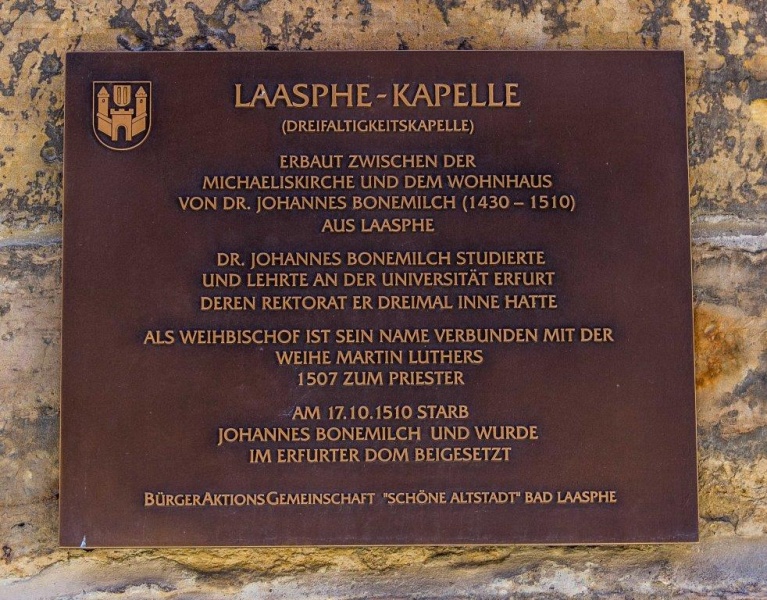 LAASPHE-KAPELLE
(DREIFALTIGKEITSKAPELLE)
ERBAUT ZWISCHEN DER
MICHAELISKIRCHE UND DEM WOHNHAUS
VON DR. JOHANNES BONEMILCH (1430 – 1510)
AUS LAASPHE
DR. JOHANNES BONEMILCH STUDIERTE
UND LEHRTE AN DER UNIVERSITÄT ERFURT
DEREN REKTORAT ER DREIMAL INNE HATTE
ALS WEIHBISCHOF IST SEIN NAME VERBUNDEN MIT DER
WEIHE MARTIN LUTHERS
1507 ZUM PRIESTER
AM 17.10.1510 STARB
JOHANNES BONEMILCH UND WURDE
IM ERFURTER DOM BEIGESETZT
BÜRGERAKTIONSGEMEINSCHAFT "SCHÖNE ALTSTADT" BAD LAASPHE